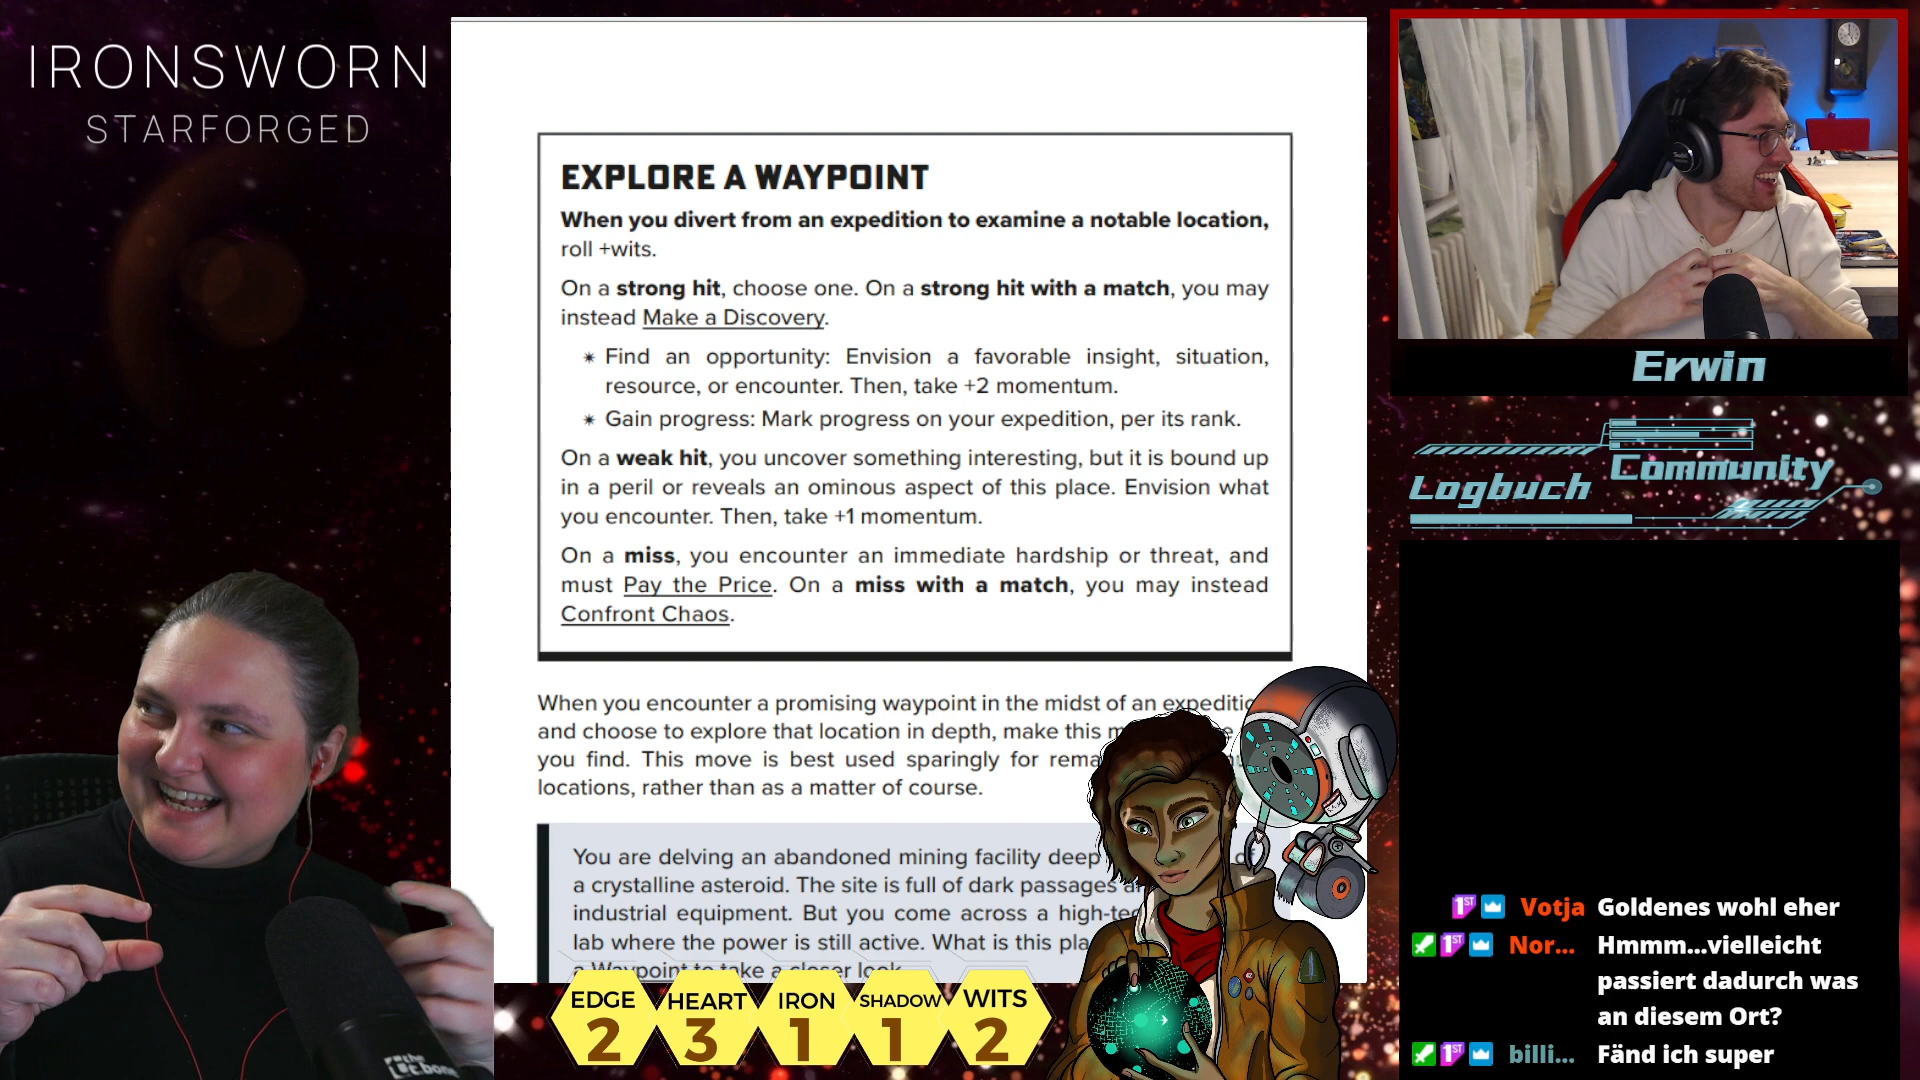 IRONSWORN
STARFORGED
EXPLORE A WAYPOINT
When you divert from an expedition to examine a notable location,
roll +wits.
On a strong hit, choose one. On a strong hit with a match, you may
instead Make a Discovery.
✴ Find an opportunity: Envision a favorable insight, situation,
resource, or encounter. Then, take +2 momentum.
✴ Gain progress: Mark progress on your expedition, per its rank.
On a weak hit, you uncover something interesting, but it is bound up
in a peril or reveals an ominous aspect of this place. Envision what
you encounter. Then, take +1 momentum.
On a miss, you encounter an immediate hardship or threat, and
must Pay the Price. On a miss with a match, you may instead
Confront Chaos.
When you encounter a promising waypoint in the midst of an
and choose to explore that location in depth, make this
you find. This move is best used sparingly for
locations, rather than as a matter of course.
You are delving an abandoned mining facility deep of
a crystalline asteroid. The site is full of dark passages
industrial equipment. But you come across a
lab where the power is still active. What is this
a Waypoint to take a closer look.
EDGE
2
HEART
3
IRON
1
SHADOW
1
WITS
2
Erwin
Logbuch
Community
1ST Votja Goldenes wohl eher
1ST Nor... Hmmm...vielleicht
passiert dadurch was
an diesem Ort?
1ST billi... Fänd ich super